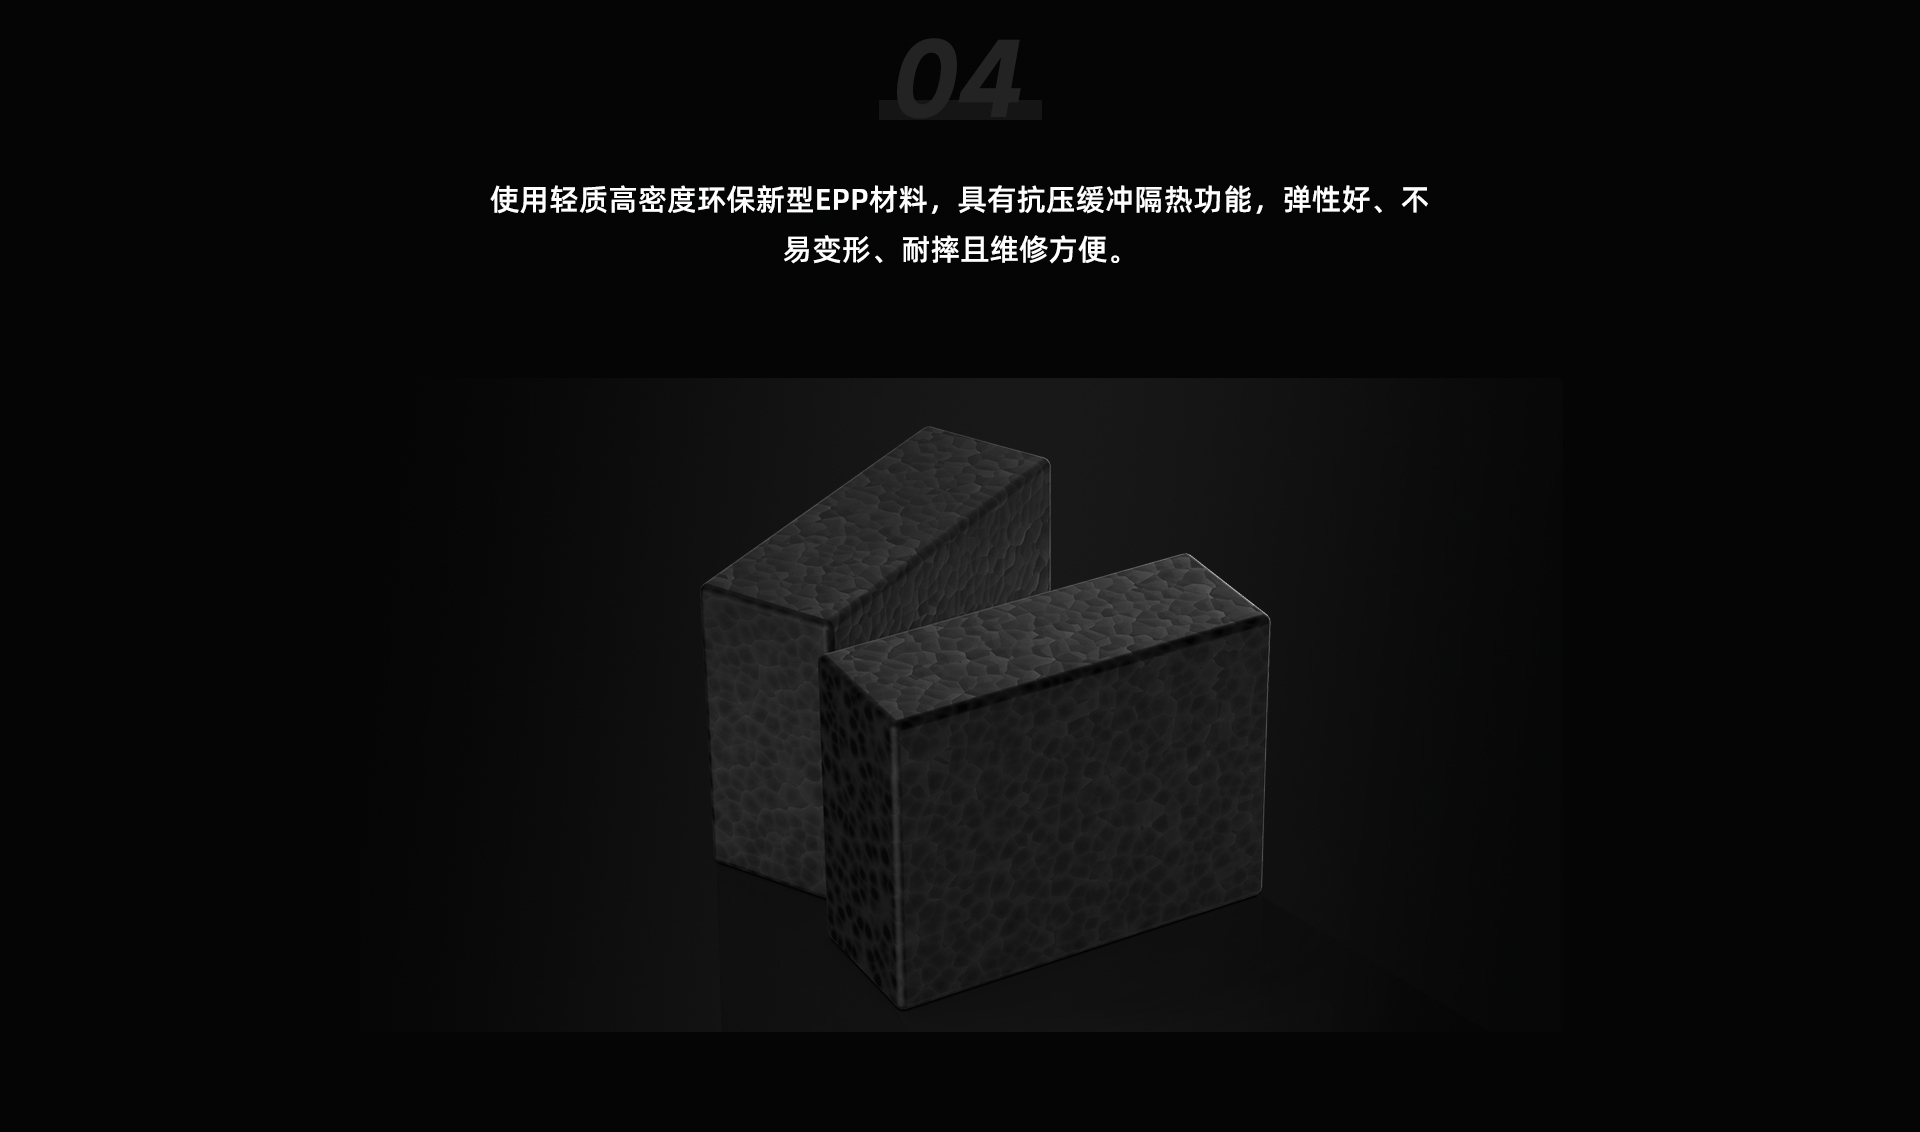 04
使用轻质高密度环保新型EPP材料，具有抗压缓冲隔热功能，弹性好、不
易变形、耐摔且维修方便。